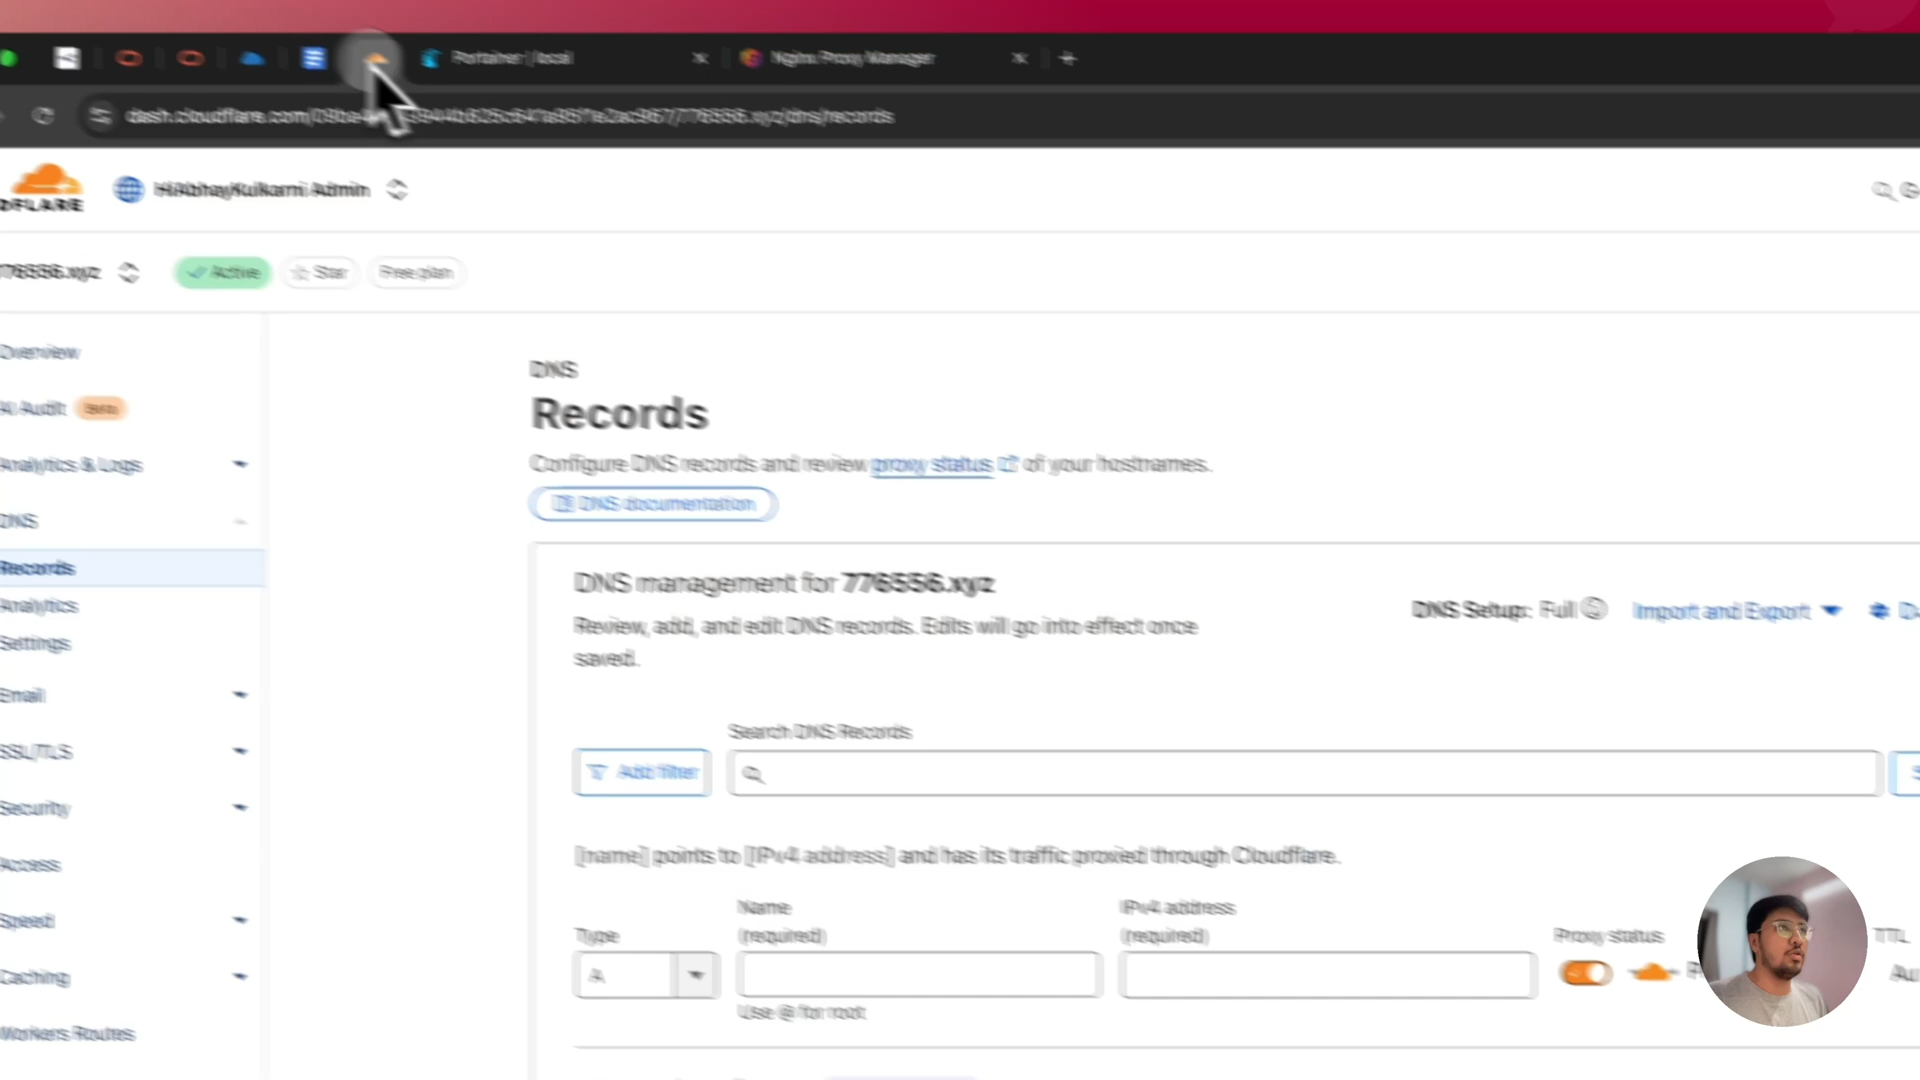 Portainer | local
Nginx Proxy Manager
HiAbhayKulkarni Admin
776556.xyz
Active
Star
Free plan
Overview
AI Audit
Beta
Analytics & Logs
DNS
Records
Analytics
Settings
Email
SSL/TLS
Security
Access
Speed
Caching
Workers Routes
DNS
Records
Configure DNS records and review proxy status of your hostnames.
DNS documentation
DNS management for 776556.xyz
Review, add, and edit DNS records. Edits will go into effect once
saved.
DNS Setup: Full
Import and Export
Search DNS Records
Add filter
[name] points to [IPv4 address] and has its traffic proxied through Cloudflare.
Type
Name
(required)
IPv4 address
(required)
Proxy status
TTL
A
Use @ for root